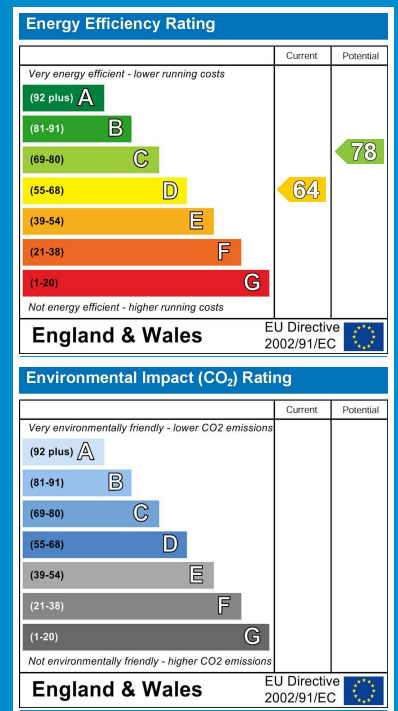 Energy Efficiency Rating
Current Potential
Very energy efficient - lower running costs
(92 plus) A
(81-91) B
(69-80) C
78
(55-68) D
64
(39-54) E
(21-38) F
(1-20) G
Not energy efficient - higher running costs
England & Wales
EU Directive
2002/91/EC
Environmental Impact (CO₂) Rating
Current Potential
Very environmentally friendly - lower CO2 emissions
(92 plus) A
(81-91) B
(69-80) C
(55-68) D
(39-54) E
(21-38) F
(1-20) G
Not environmentally friendly - higher CO2 emissions
England & Wales
EU Directive
2002/91/EC